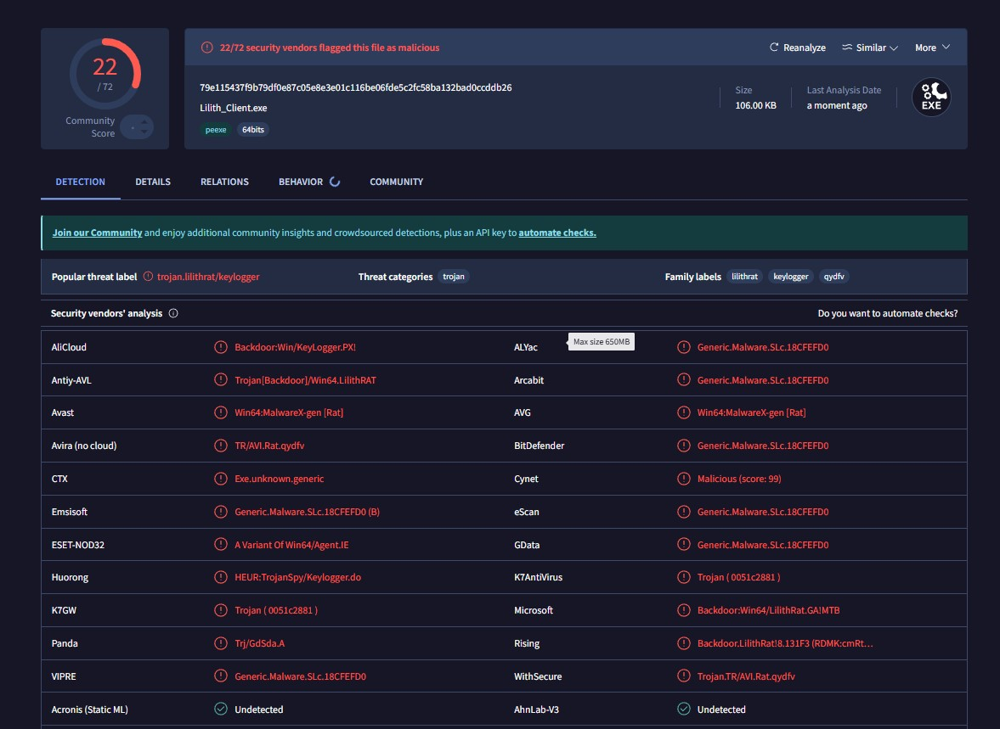 22
/ 72
Community
Score
22/72 security vendors flagged this file as malicious
Reanalyze
Similar
More
79e115437f9b79df0e87c05e8e3e01c116be06fde5c2fc58ba132bad0ccddb26
Lilith_Client.exe
peexe
64bits
Size
106.00 KB
Last Analysis Date
a moment ago
EXE
DETECTION
DETAILS
RELATIONS
BEHAVIOR
COMMUNITY
Join our Community and enjoy additional community insights and crowdsourced detections, plus an API key to automate checks.
Popular threat label trojan.lilithrat/keylogger
Threat categories trojan
Family labels lilithrat keylogger qydfv
Security vendors' analysis
Do you want to automate checks?
Max size 650MB
AliCloud Backdoor:Win/KeyLogger.PX!
ALYac Generic.Malware.SLc.18CFEFD0
Antiy-AVL Trojan[Backdoor]/Win64.LilithRAT
Arcabit Generic.Malware.SLc.18CFEFD0
Avast Win64:MalwareX-gen [Rat]
AVG Win64:MalwareX-gen [Rat]
Avira (no cloud) TR/AVI.Rat.qydfv
BitDefender Generic.Malware.SLc.18CFEFD0
CTX Exe.unknown.generic
Cynet Malicious (score: 99)
Emsisoft Generic.Malware.SLc.18CFEFD0 (B)
eScan Generic.Malware.SLc.18CFEFD0
ESET-NOD32 A Variant Of Win64/Agent.IE
GData Generic.Malware.SLc.18CFEFD0
Huorong HEUR:TrojanSpy/Keylogger.do
K7AntiVirus Trojan ( 0051c2881 )
K7GW Trojan ( 0051c2881 )
Microsoft Backdoor:Win64/LilithRat.GA!MTB
Panda Trj/GdSda.A
Rising Backdoor.LilithRat!8.131F3 (RDMK:cmRt...
VIPRE Generic.Malware.SLc.18CFEFD0
WithSecure Trojan.TR/AVI.Rat.qydfv
Acronis (Static ML) Undetected
AhnLab-V3 Undetected